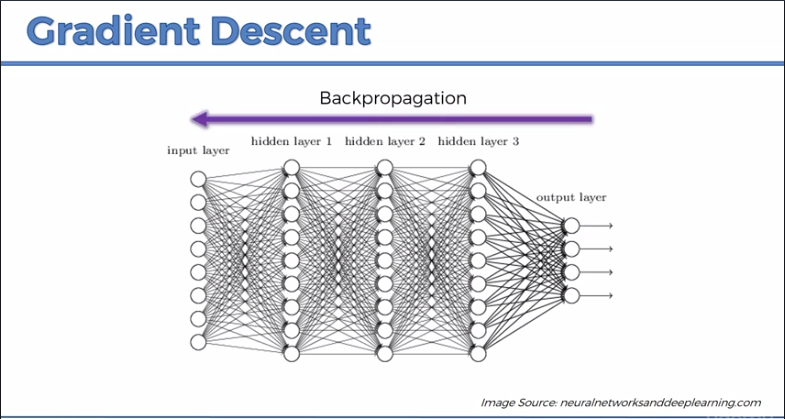 Gradient Descent
Backpropagation
input layer
hidden layer 1
hidden layer 2
hidden layer 3
output layer
Image Source: neuralnetworksanddeeplearning.com